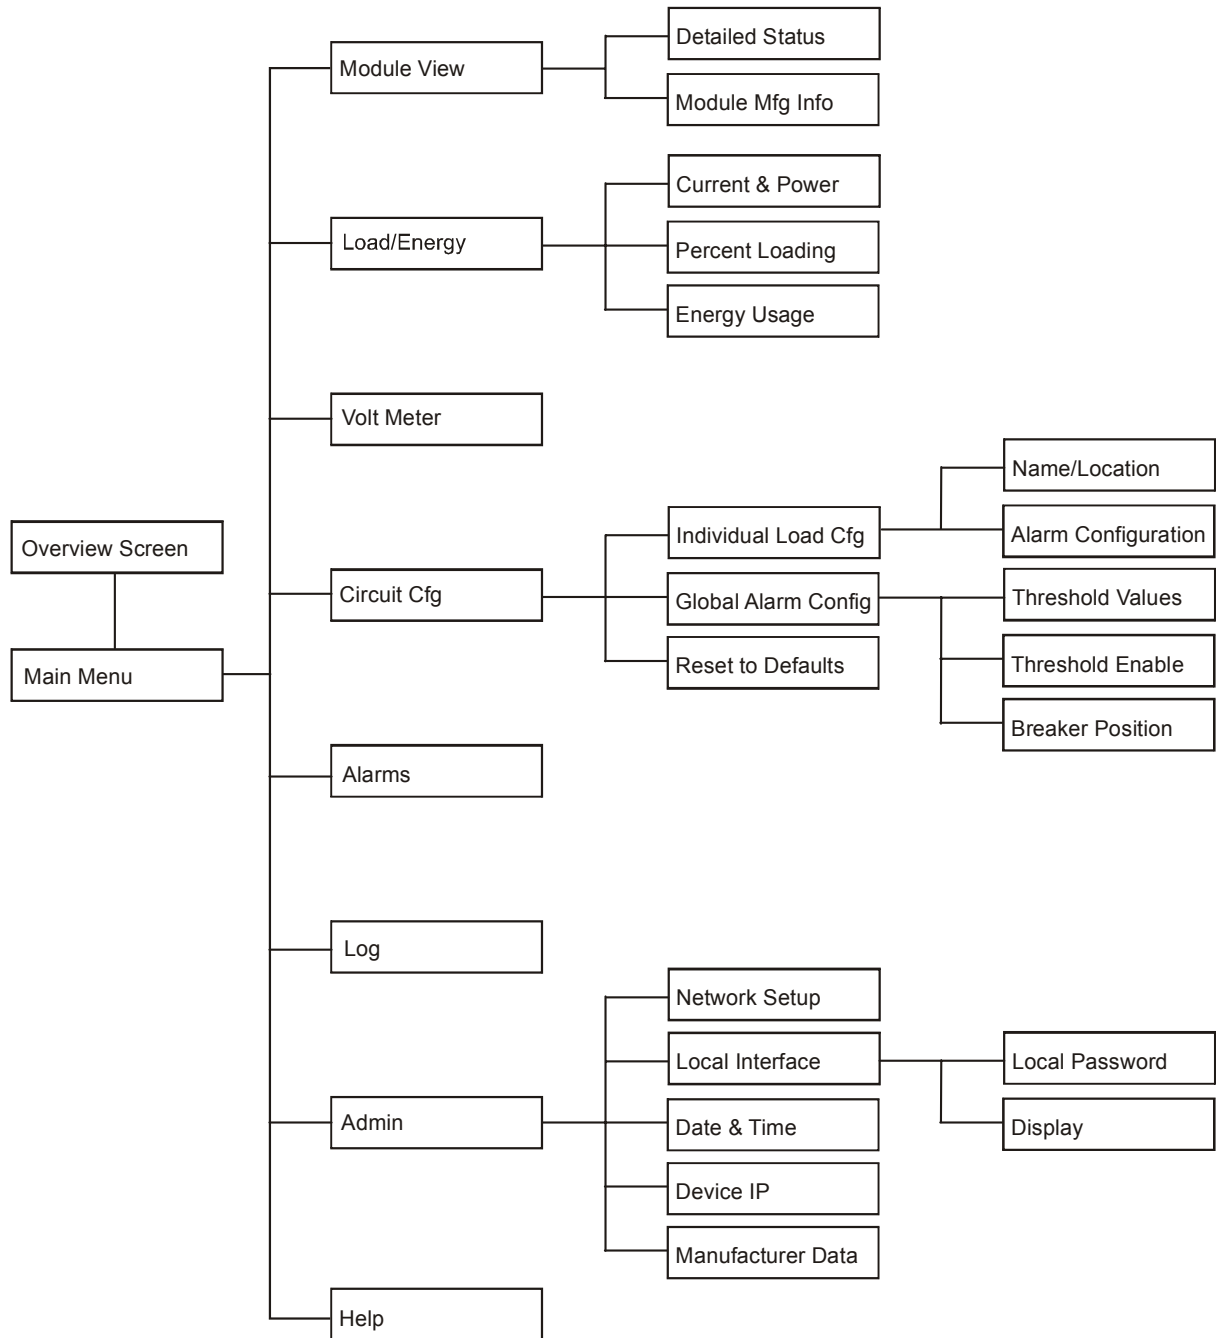 Overview Screen
Main Menu
Module View
Detailed Status
Module Mfg Info
Load/Energy
Current & Power
Percent Loading
Energy Usage
Volt Meter
Circuit Cfg
Individual Load Cfg
Name/Location
Alarm Configuration
Global Alarm Config
Threshold Values
Threshold Enable
Breaker Position
Reset to Defaults
Alarms
Log
Admin
Network Setup
Local Interface
Local Password
Display
Date & Time
Device IP
Manufacturer Data
Help